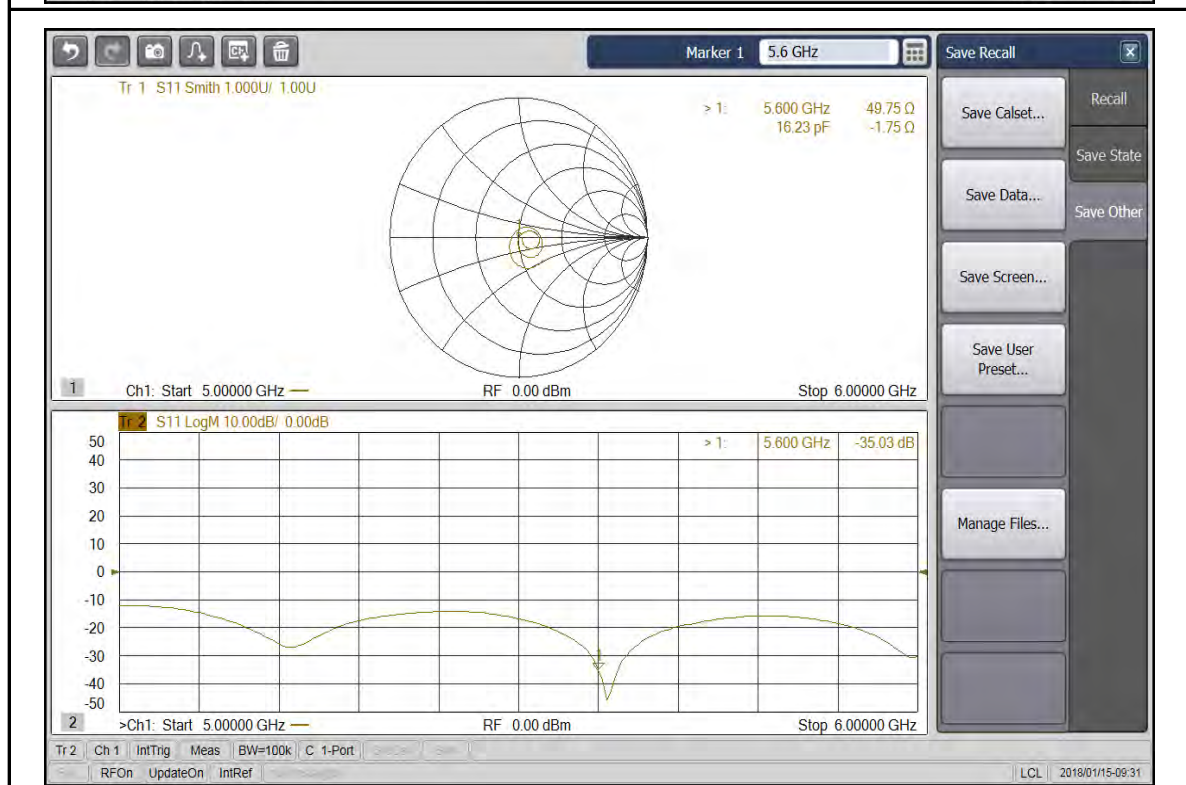 Marker 1 5.6 GHz
Save Recall
Tr 1 S11 Smith 1.000U/ 1.00U
> 1: 5.600 GHz 49.75 Ω
16.23 pF -1.75 Ω
1 Ch1: Start 5.00000 GHz — RF 0.00 dBm Stop 6.00000 GHz
Tr 2 S11 LogM 10.00dB/ 0.00dB
> 1: 5.600 GHz -35.03 dB
50
40
30
20
10
0
-10
-20
-30
-40
-50
1
2 >Ch1: Start 5.00000 GHz — RF 0.00 dBm Stop 6.00000 GHz
Save Calset...
Save Data...
Save Screen...
Save User
Preset...
Manage Files...
Recall
Save State
Save Other
Tr 2 Ch 1 IntTrig Meas BW=100k C 1-Port
RFOn UpdateOn IntRef LCL 2018/01/15-09:31